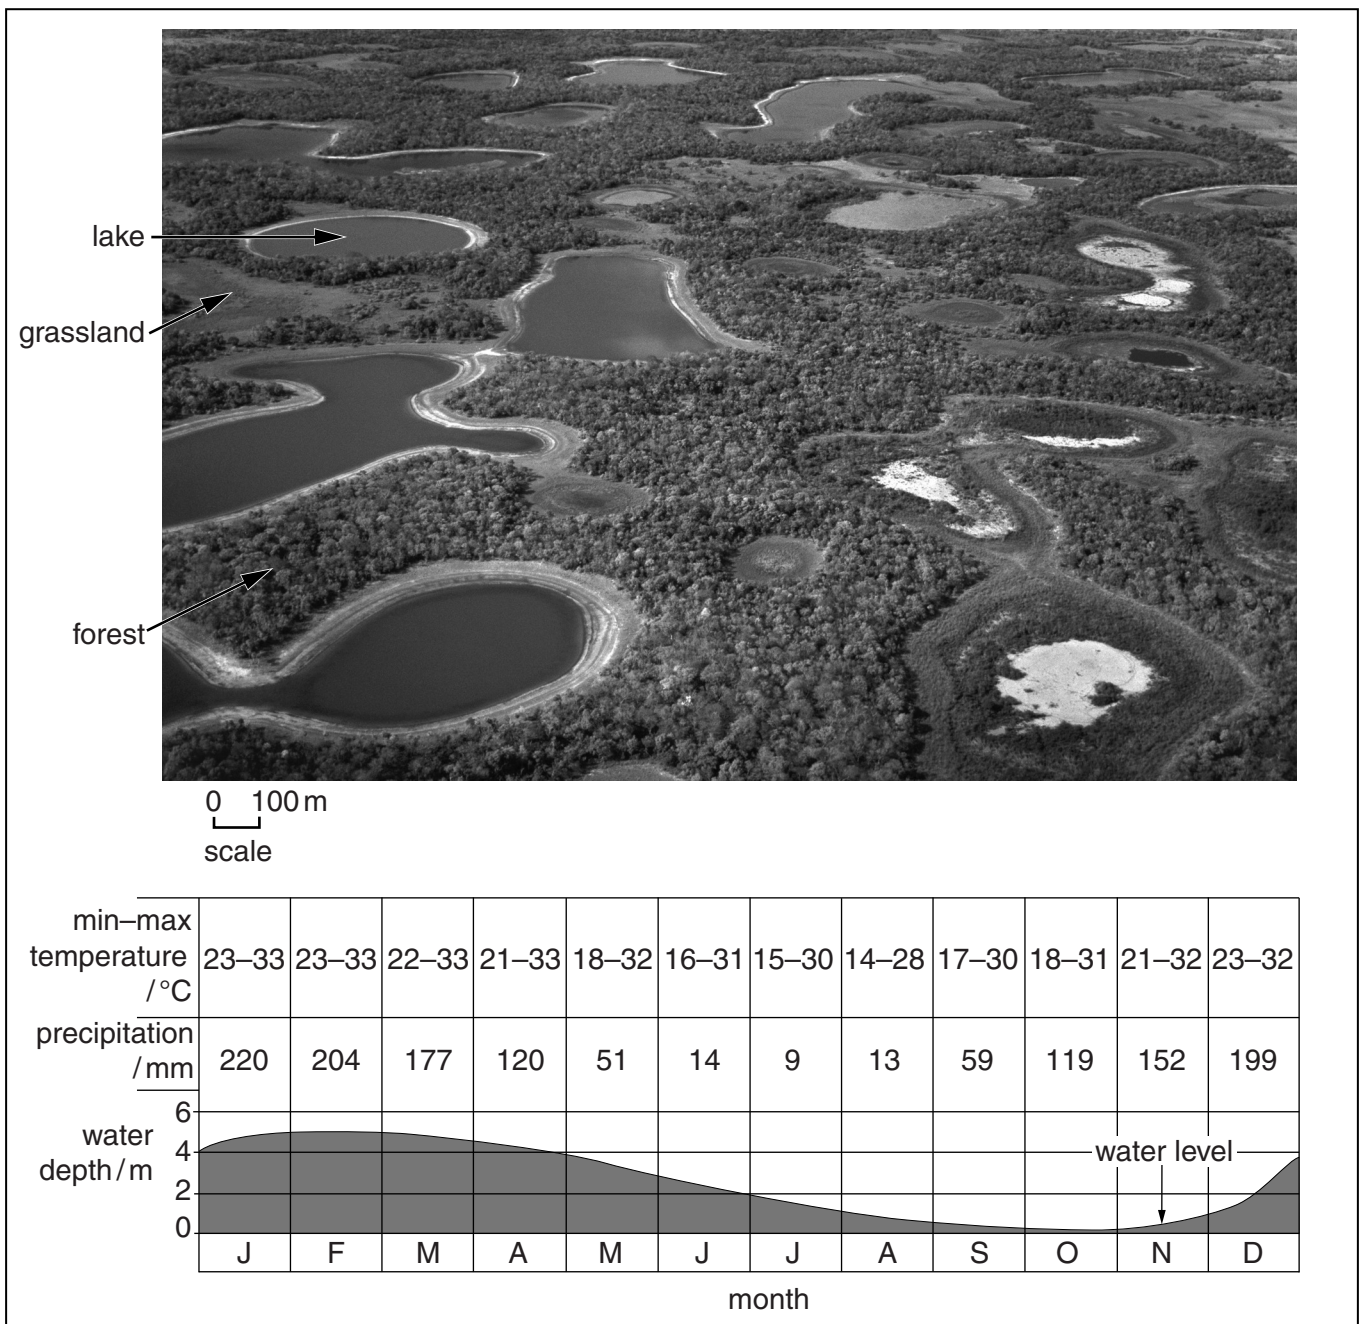 lake
grassland
forest
0 100 m
scale
min–max
temperature
/ °C
23–33 23–33 22–33 21–33 18–32 16–31 15–30 14–28 17–30 18–31 21–32 23–32
precipitation
/ mm
220 204 177 120 51 14 9 13 59 119 152 199
water
depth / m
6
4
2
0
water level
J F M A M J J A S O N D
month